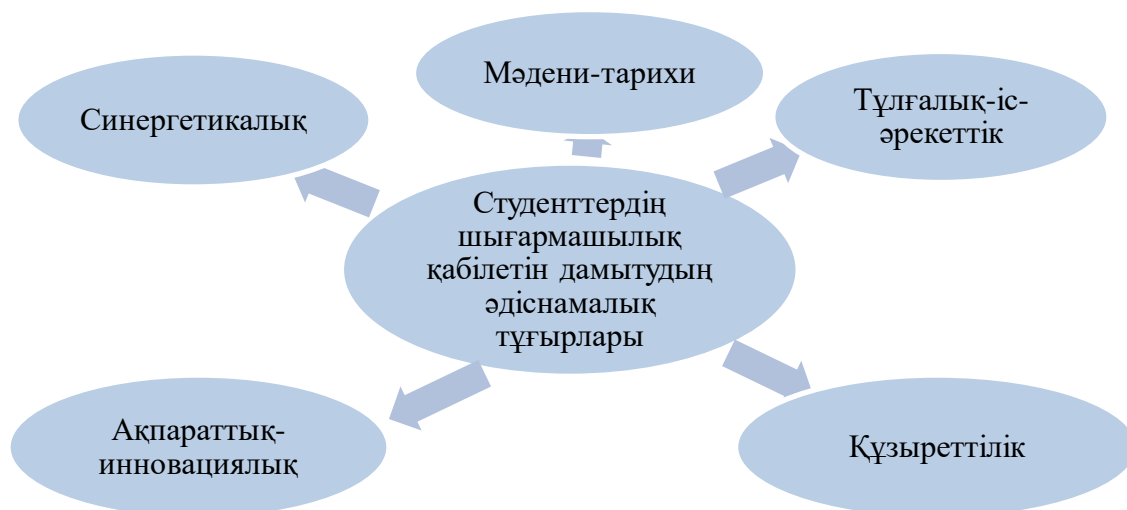 Мәдени-тарихи
Синергетикалық
Тұлғалық-іс-
әрекеттік
Студенттердің
шығармашылық
қабілетін дамытудың
әдіснамалық
тұғырлары
Ақпараттық-
инновациялық
Құзыреттілік